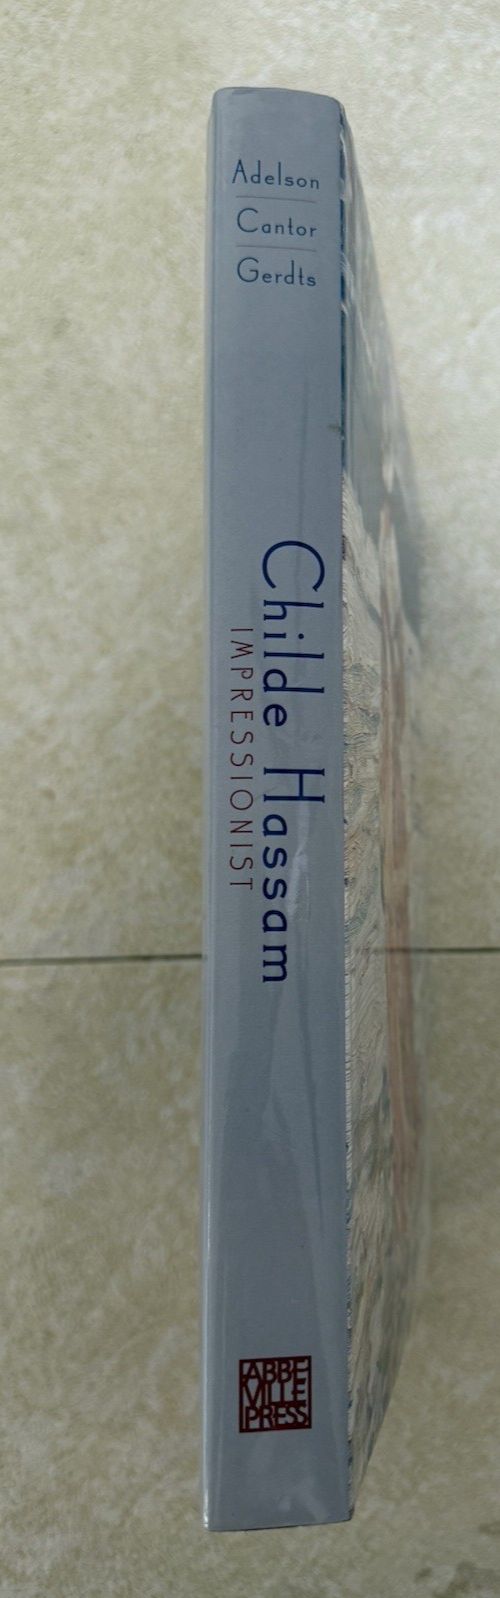 Adelson
Cantor
Gerdts
Childe Hassam
IMPRESSIONIST
ABBE
VILLE
PRESS